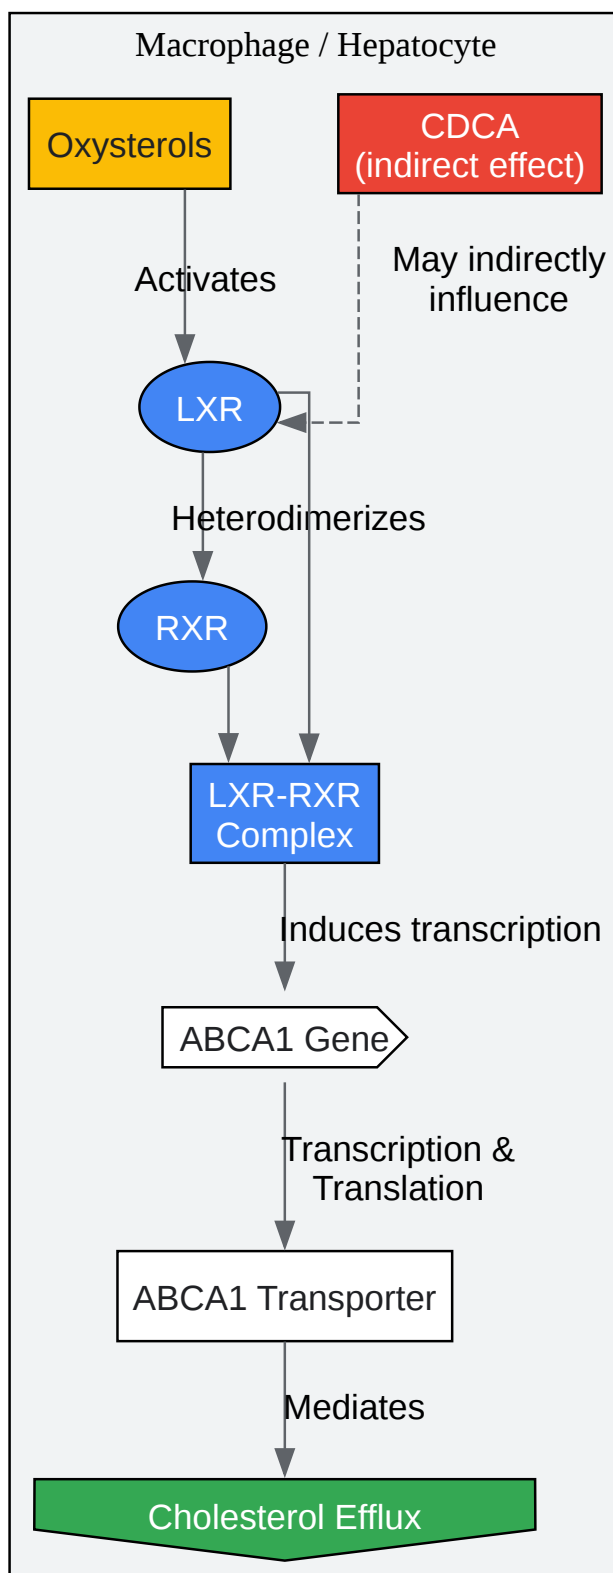 Macrophage / Hepatocyte
Oxysterols
CDCA
(indirect effect)
Activates
May indirectly
influence
LXR
Heterodimerizes
RXR
LXR-RXR
Complex
Induces transcription
ABCA1 Gene
Transcription &
Translation
ABCA1 Transporter
Mediates
Cholesterol Efflux